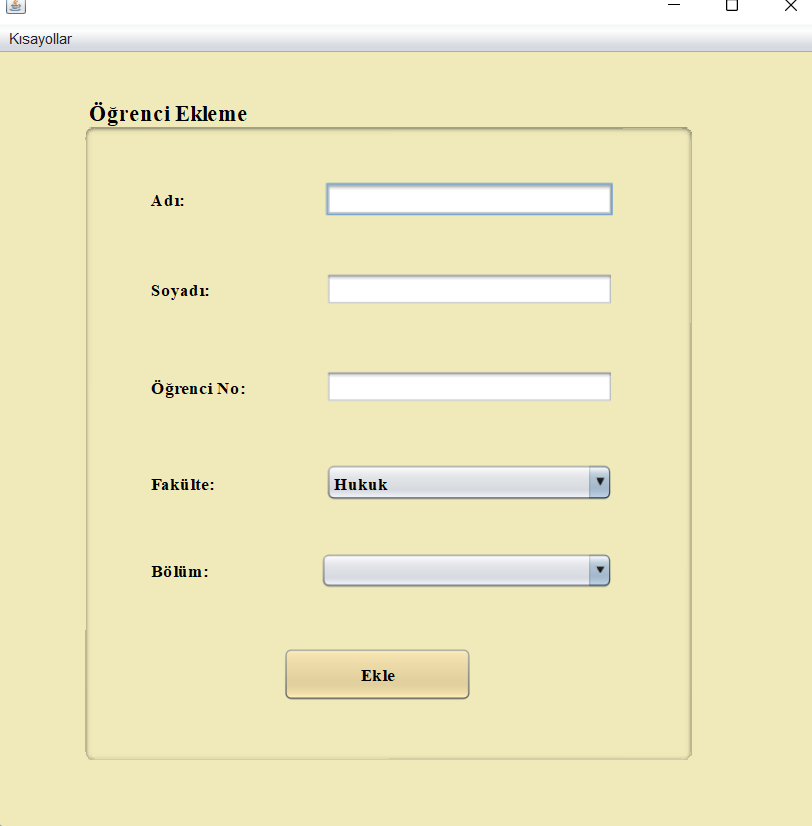 Kısayollar
Öğrenci Ekleme
Adı:
Soyadı:
Öğrenci No:
Fakülte:
Hukuk
Bölüm:
Ekle